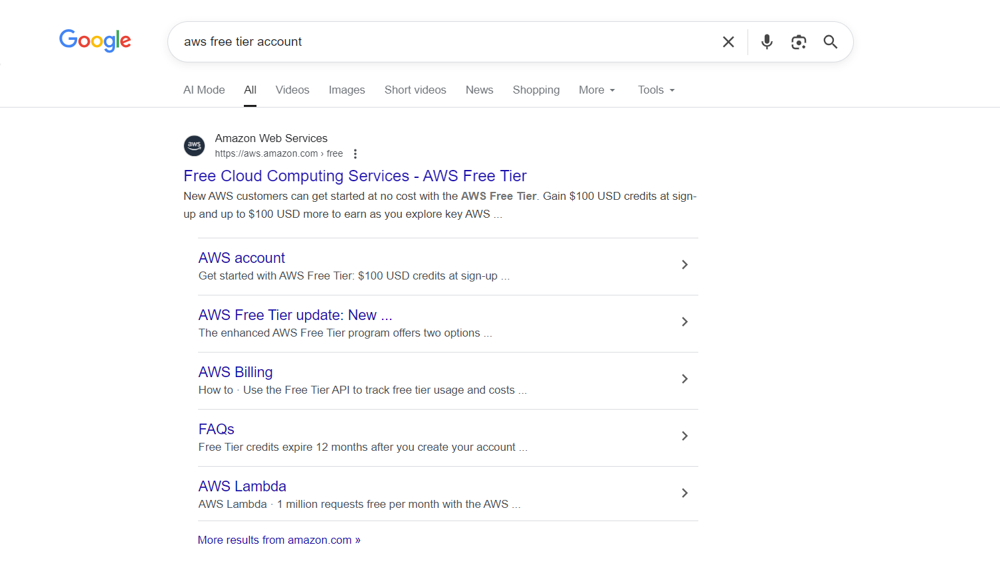 Google
aws free tier account
AI Mode All Videos Images Short videos News Shopping More Tools
aws
Amazon Web Services
https://aws.amazon.com › free
Free Cloud Computing Services - AWS Free Tier
New AWS customers can get started at no cost with the AWS Free Tier. Gain $100 USD credits at sign-
up and up to $100 USD more to earn as you explore key AWS ...
AWS account
Get started with AWS Free Tier: $100 USD credits at sign-up ...
AWS Free Tier update: New ...
The enhanced AWS Free Tier program offers two options ...
AWS Billing
How to · Use the Free Tier API to track free tier usage and costs ...
FAQs
Free Tier credits expire 12 months after you create your account ...
AWS Lambda
AWS Lambda · 1 million requests free per month with the AWS ...
More results from amazon.com »